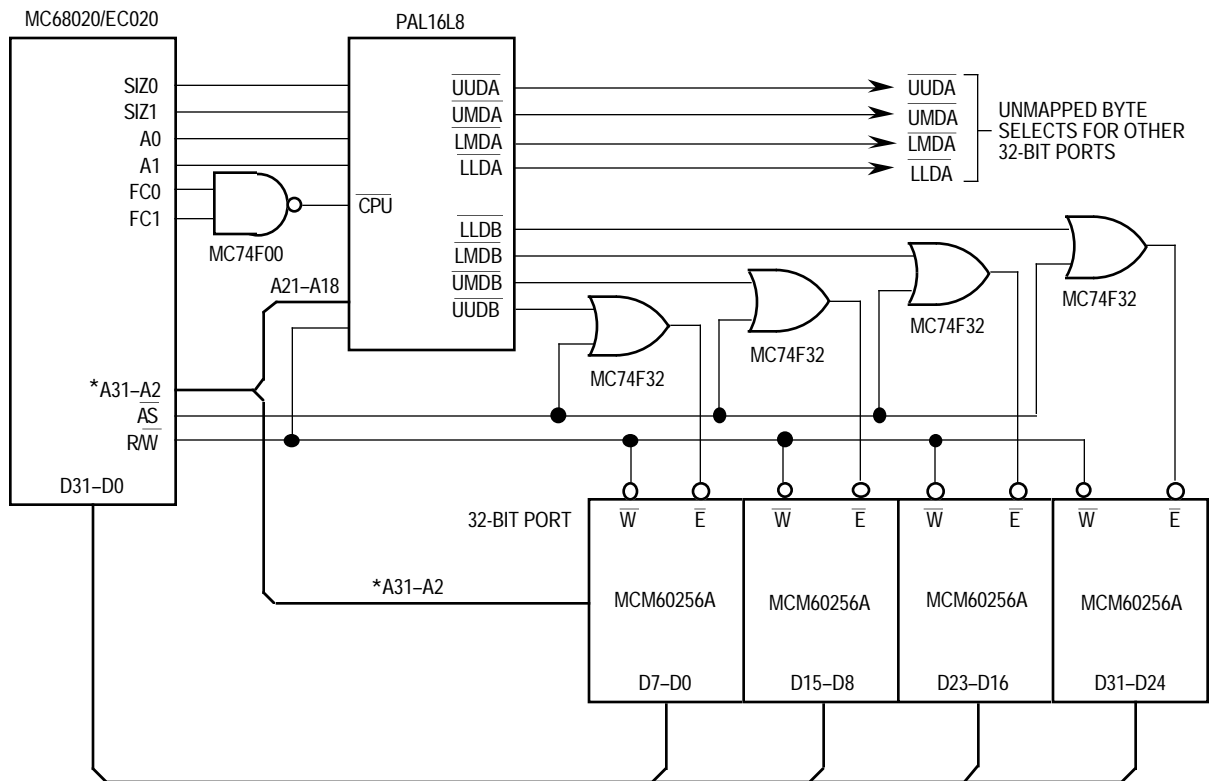 MC68020/EC020
PAL16L8
SIZ0
SIZ1
A0
A1
FC0
FC1
MC74F00
UUDA
UMDA
LMDA
LLDA
CPU
LLDB
LMDB
UMDB
UUDB
UUDA
UMDA
LMDA
LLDA
UNMAPPED BYTE
SELECTS FOR OTHER
32-BIT PORTS
A21–A18
MC74F32
MC74F32
MC74F32
MC74F32
*A31–A2
AS
R/W
D31–D0
32-BIT PORT
W E
W E
W E
W E
*A31–A2
MCM60256A
MCM60256A
MCM60256A
MCM60256A
D7–D0
D15–D8
D23–D16
D31–D24